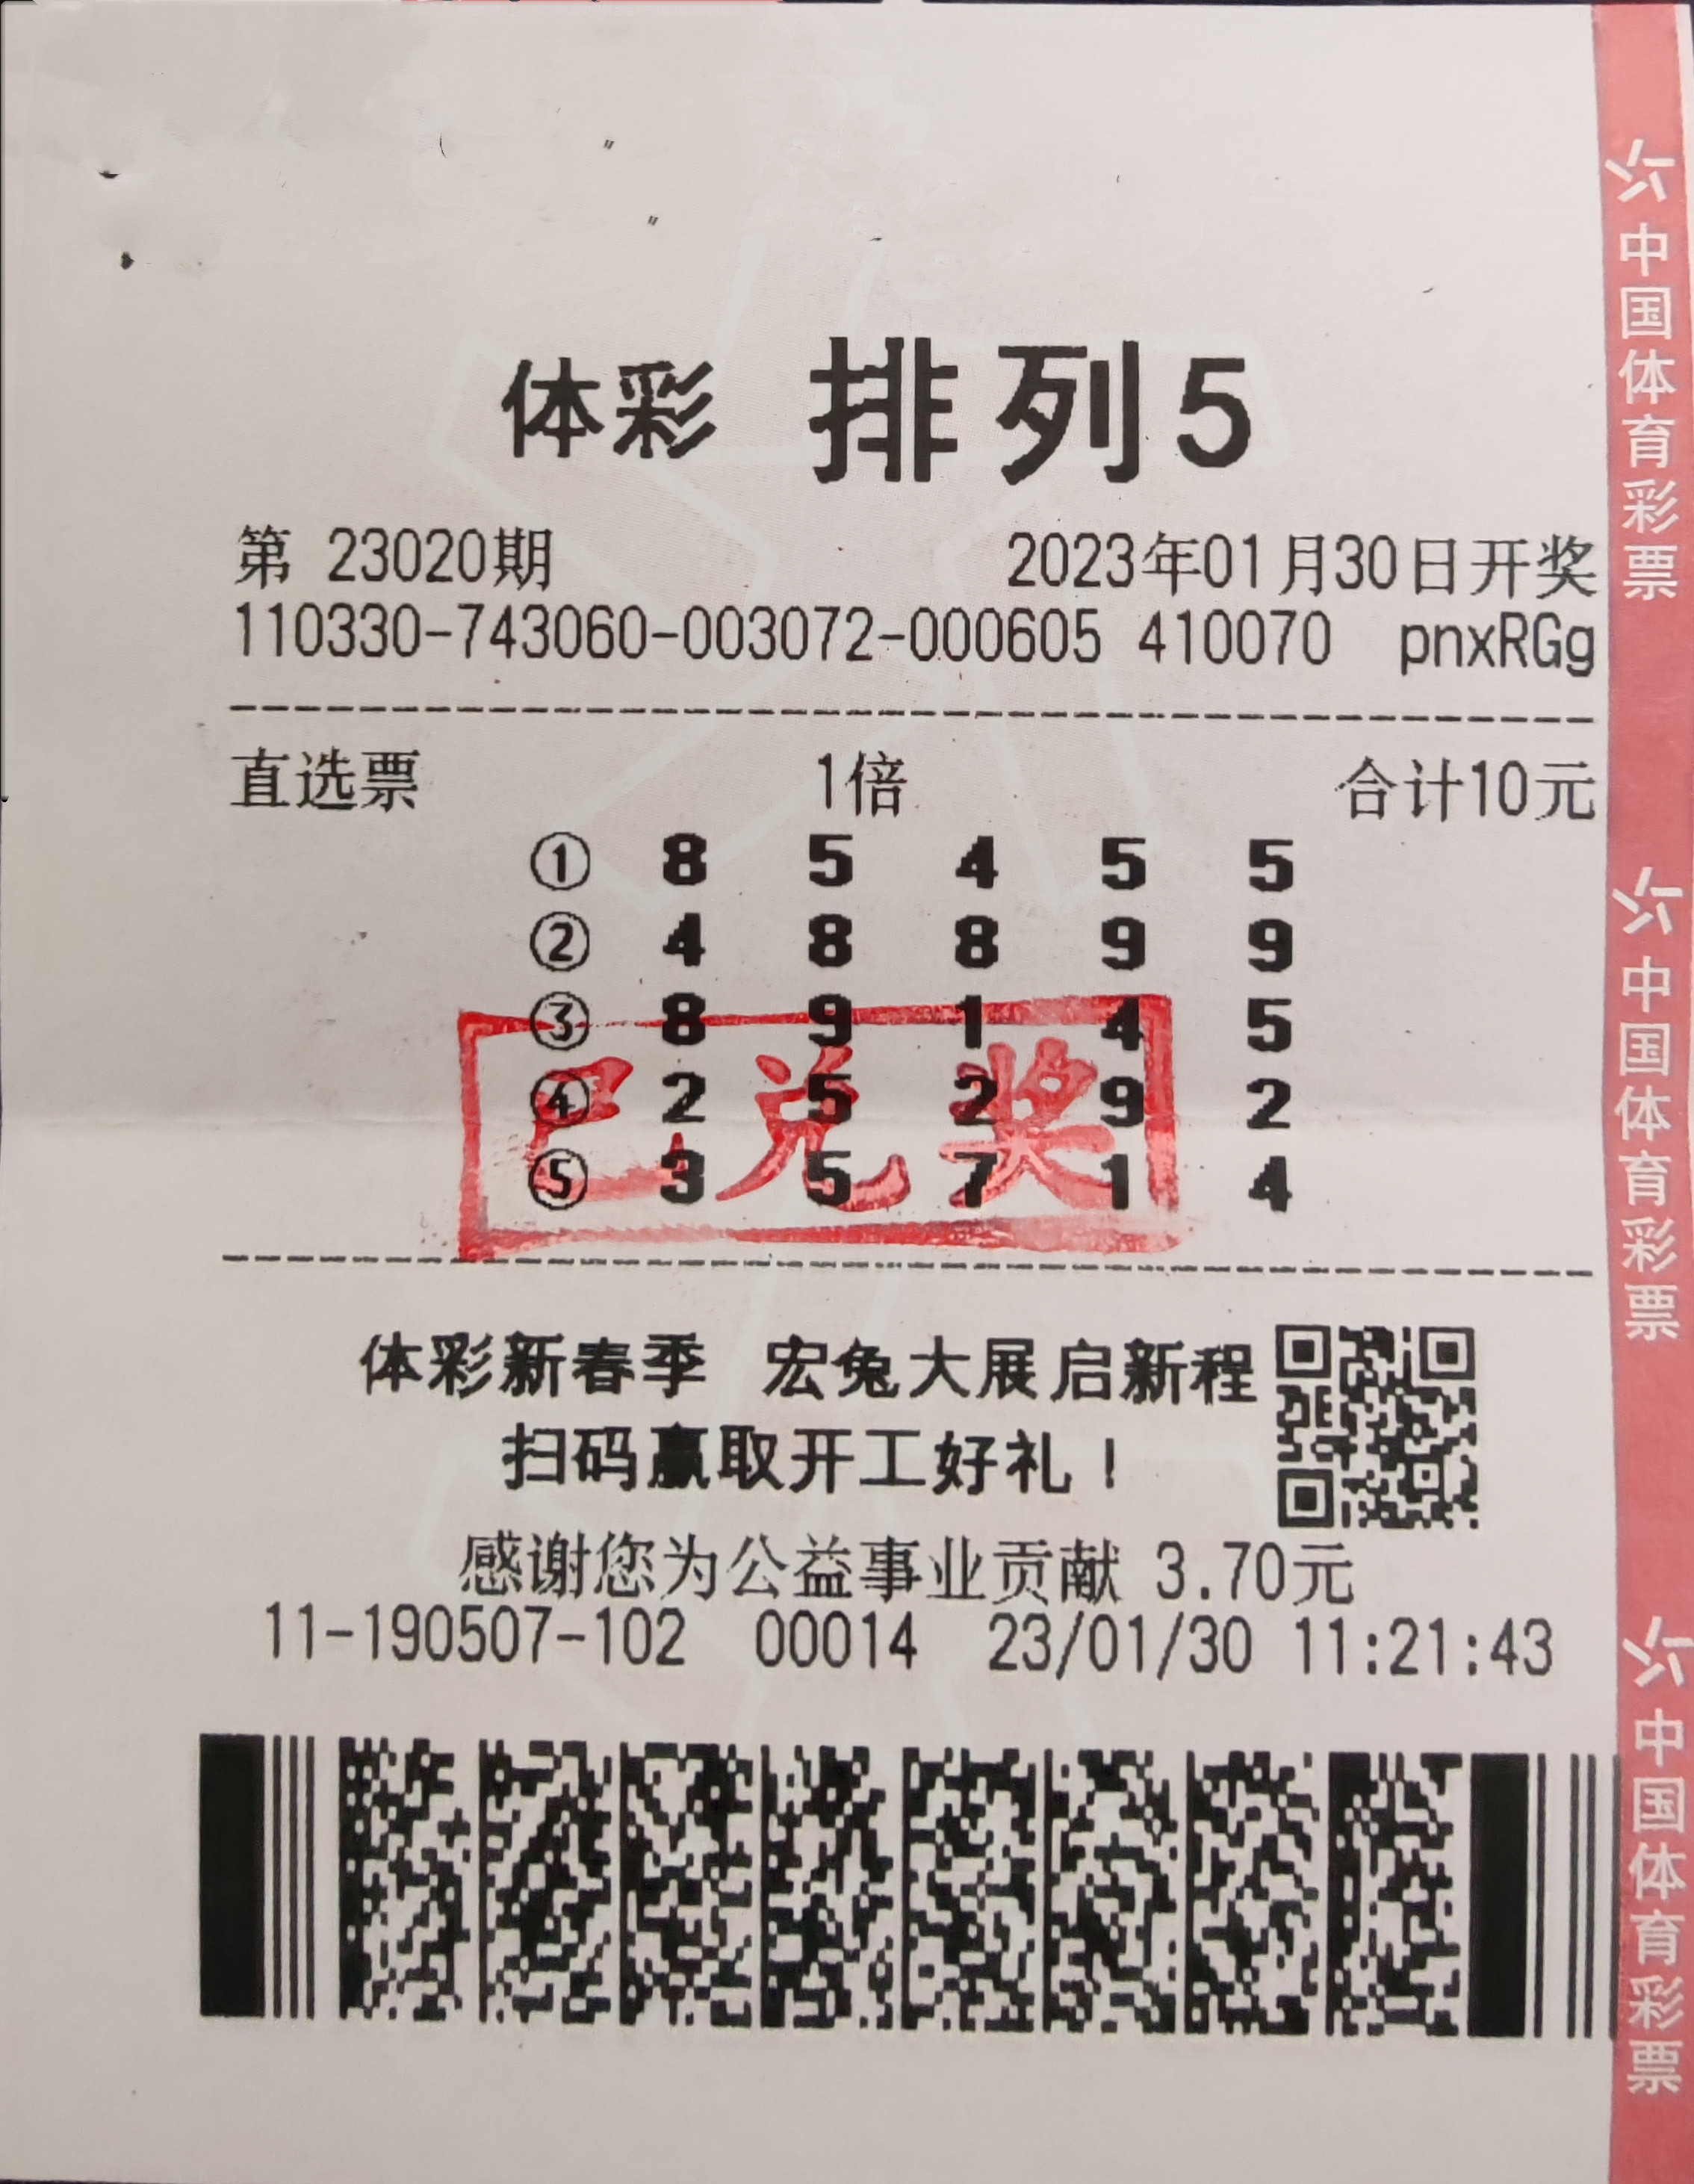 体彩 排列5
第 23020期 2023年01月30日开奖
110330-743060-003072-000605 410070 pnxRGg
直选票 1倍 合计10元
① 8 5 4 5 5
② 4 8 8 9 9
③ 8 9 1 4 5
④ 2 5 2 9 2
⑤ 3 5 7 1 4
已兑奖
体彩新春季 宏兔大展启新程
扫码赢取开工好礼!
感谢您为公益事业贡献 3.70元
11-190507-102 00014 23/01/30 11:21:43
中国体育彩票
中国体育彩票
中国体育彩票